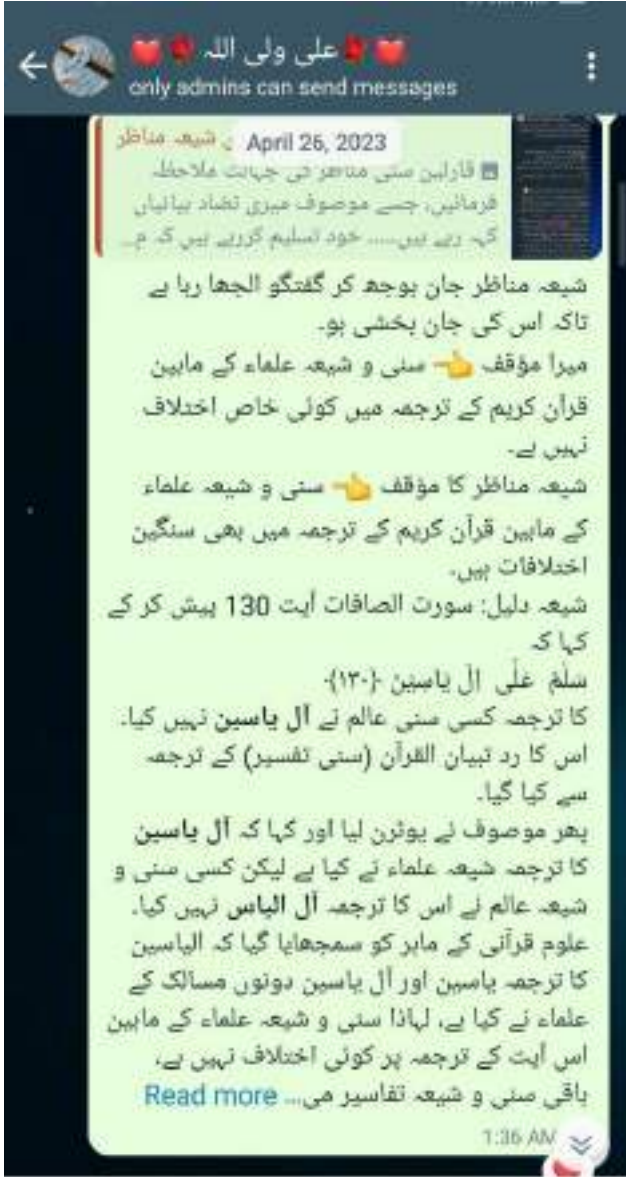 علی ولی اللہ
only admins can send messages
April 26, 2023
شیعہ مناظر
قارئین سنی مناظر کی جہالت ملاحظہ
فرمائیں، جسے موصوف میری تضاد بیانیاں
کہہ رہے ہیں..... خود تسلیم کررہے ہیں کہ م...
شیعہ مناظر جان بوجھ کر گفتگو الجھا رہا ہے
تاکہ اس کی جان بخشی ہو۔
میرا مؤقف 👈 سنی و شیعہ علماء کے مابین
قرآن کریم کے ترجمہ میں کوئی خاص اختلاف
نہیں ہے۔
شیعہ مناظر کا مؤقف 👈 سنی و شیعہ علماء
کے مابین قرآن کریم کے ترجمہ میں بھی سنگین
اختلافات ہیں۔
شیعہ دلیل: سورت الصافات آیت 130 پیش کر کے
کہا کہ
سَلٰمٌ عَلٰۤی اِلۡ یَاسِیۡنَ ﴿۱۳۰﴾
کا ترجمہ کسی سنی عالم نے آل یاسین نہیں کیا۔
اس کا رد تبیان القرآن (سنی تفسیر) کے ترجمہ
سے کیا گیا۔
پھر موصوف نے یوٹرن لیا اور کہا کہ آل یاسین
کا ترجمہ شیعہ علماء نے کیا ہے لیکن کسی سنی و
شیعہ عالم نے اس کا ترجمہ آل الیاس نہیں کیا۔
علوم قرآنی کے ماہر کو سمجھایا گیا کہ الیاسین
کا ترجمہ یاسین اور آل یاسین دونوں مسالک کے
علماء نے کیا ہے، لہاذا سنی و شیعہ علماء کے مابین
اس آیت کے ترجمہ پر کوئی اختلاف نہیں ہے،
باقی سنی و شیعہ تفاسیر می... Read more
1:36 AM